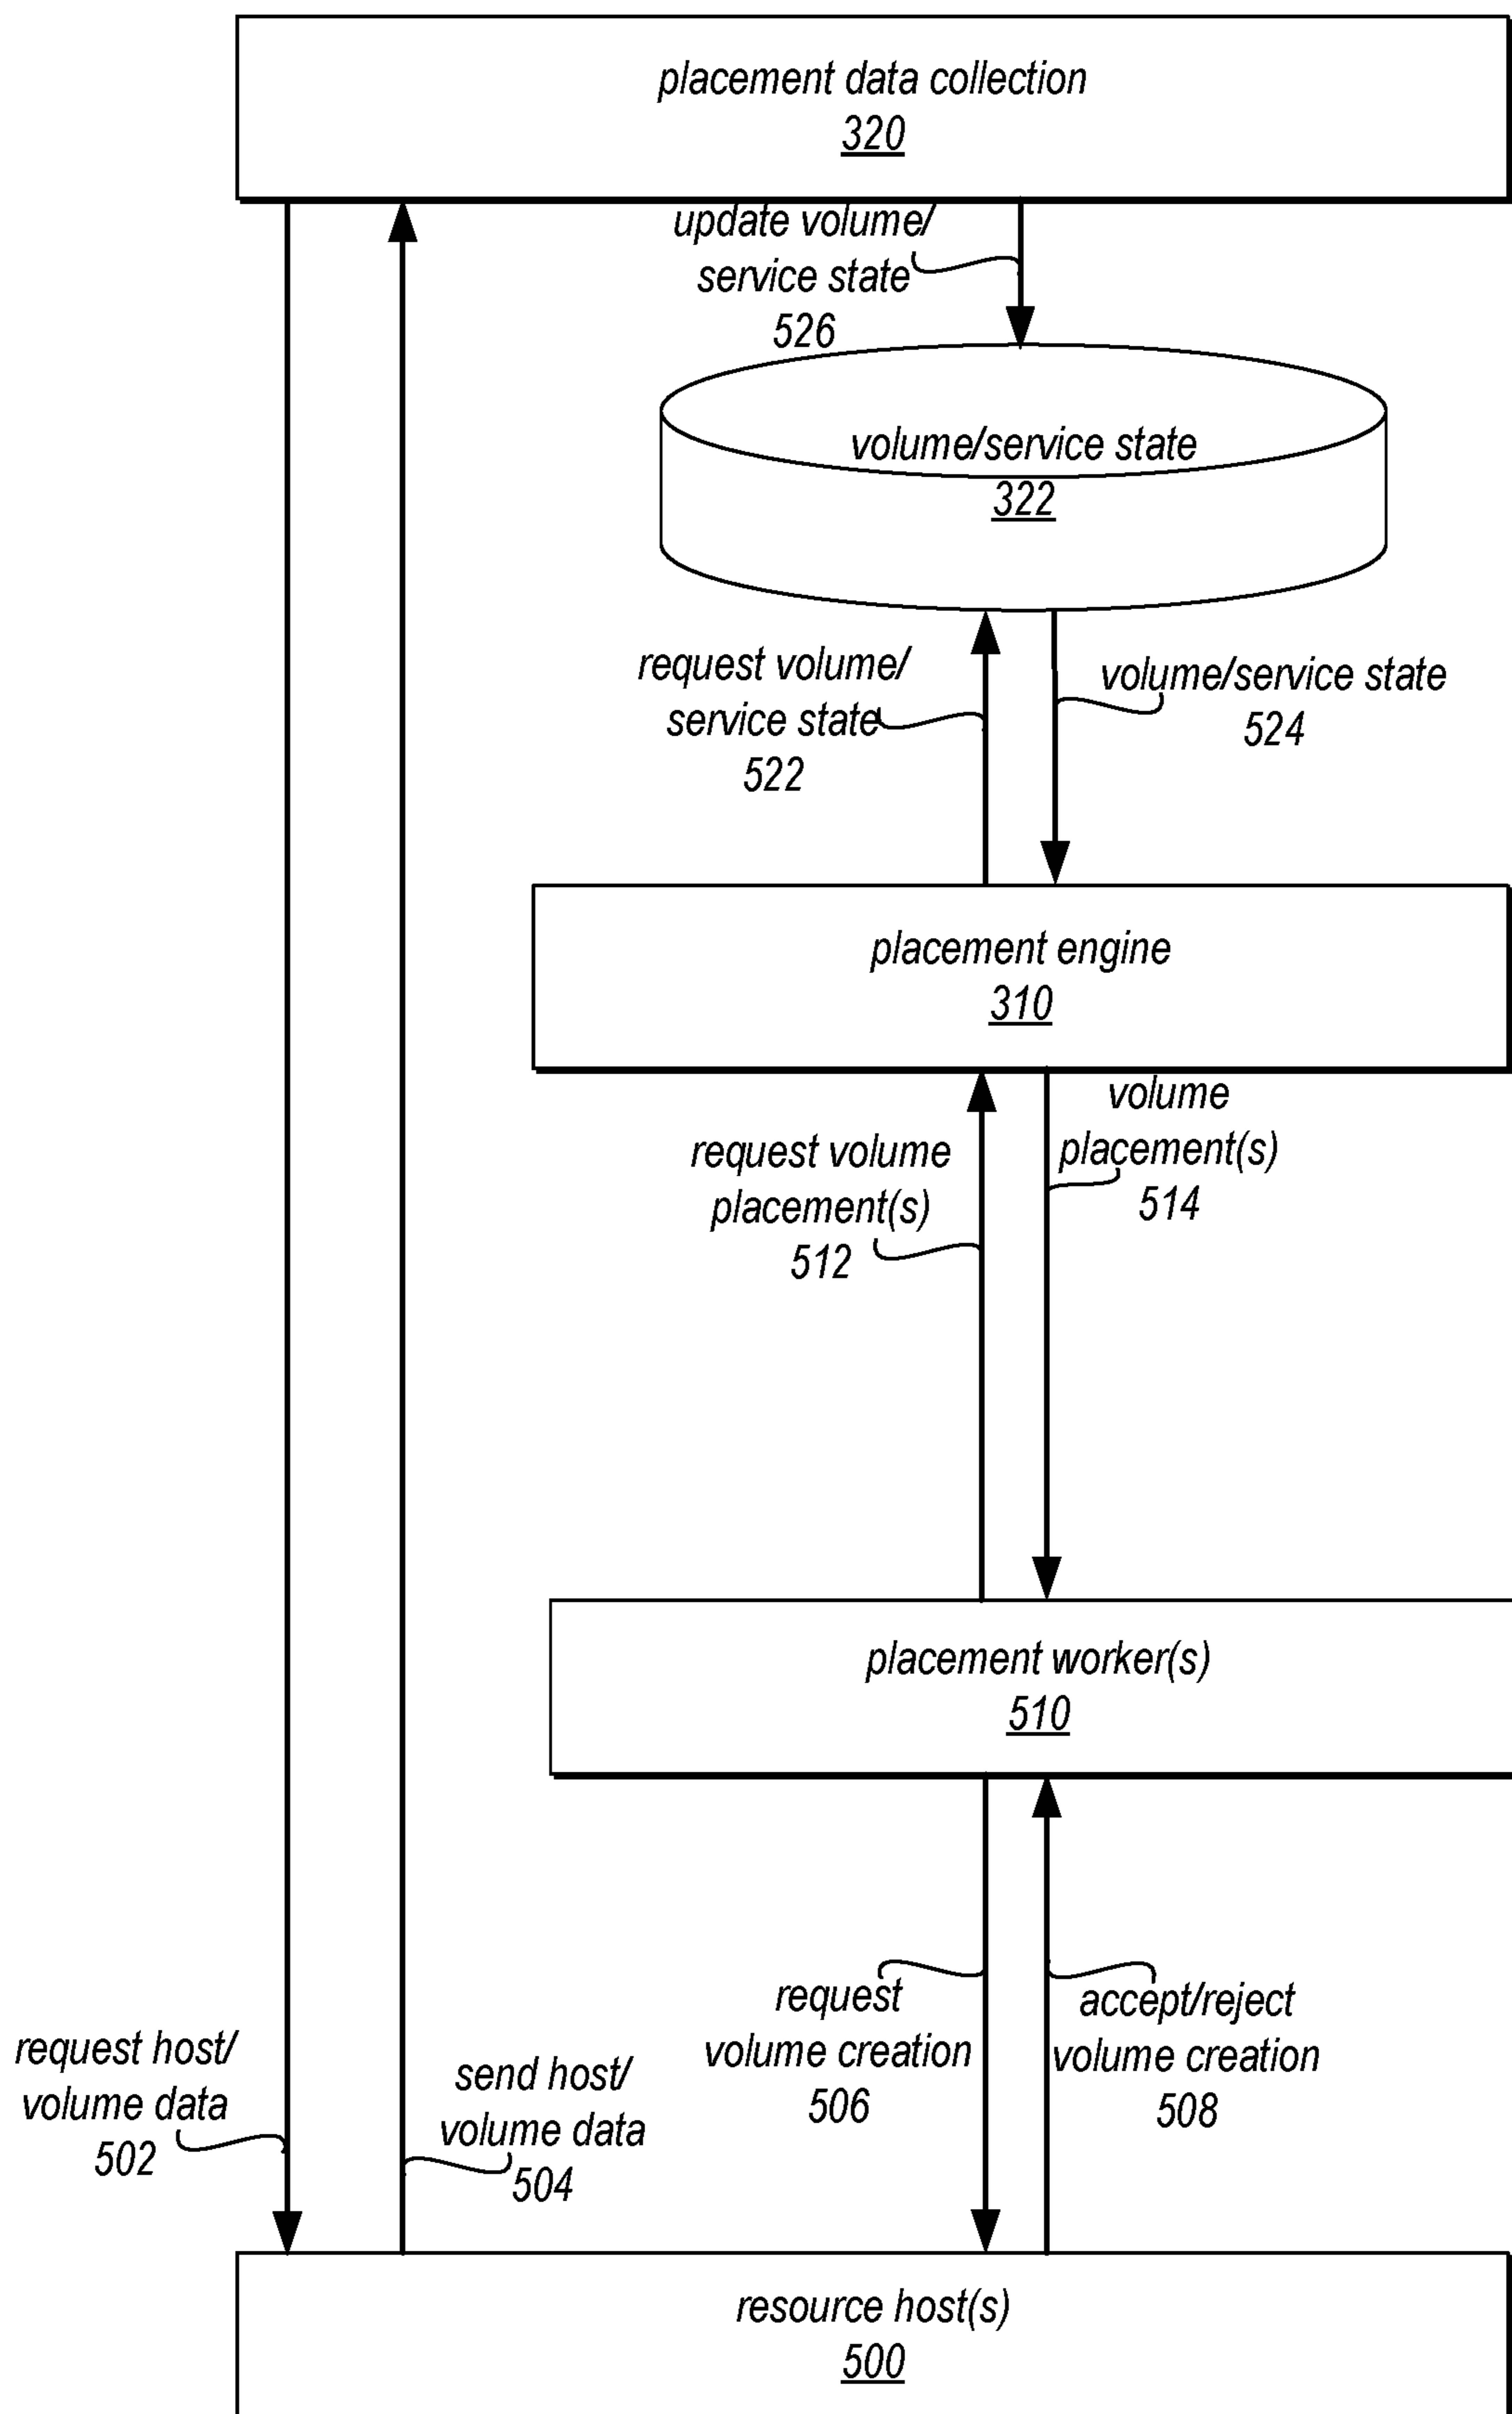 placement data collection
320
update volume/
service state
526
volume/service state
322
request volume/
service state
522
volume/service state
524
placement engine
310
volume
placement(s)
514
request volume
placement(s)
512
placement worker(s)
510
request
volume creation
506
accept/reject
volume creation
508
request host/
volume data
502
send host/
volume data
504
resource host(s)
500